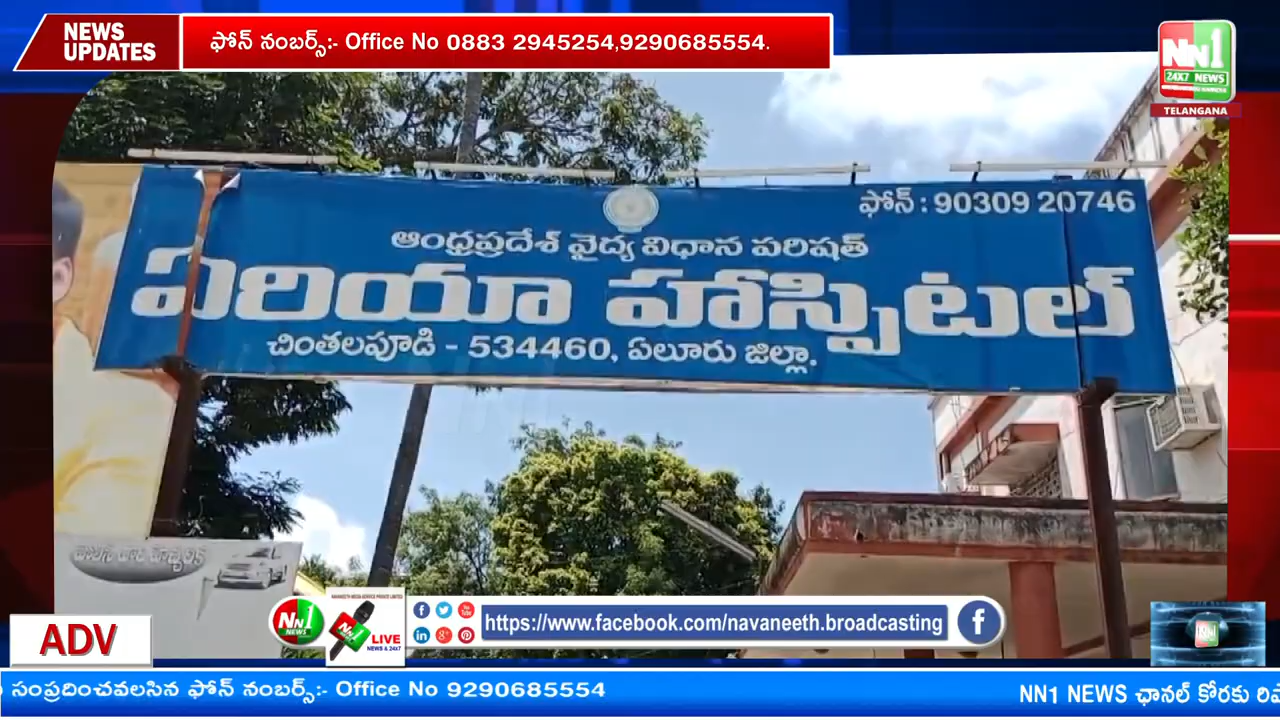 NEWS
UPDATES
ఫోన్ నంబర్స్:- Office No 0883 2945254,9290685554.
NN1
24X7 NEWS
TELANGANA
ఫోన్ : 90309 20746
ఆంధ్రప్రదేశ్ వైద్య విధాన పరిషత్
ఏరియా హాస్పిటల్
చింతలపూడి - 534460, ఏలూరు జిల్లా.
NN1
NEWS
NN1
LIVE
NEWS & 24x7
https://www.facebook.com/navaneeth.broadcasting
ADV
సంప్రదించవలసిన ఫోన్ నంబర్స్:- Office No 9290685554
NN1 NEWS ఛానల్ కొరకు రిపో